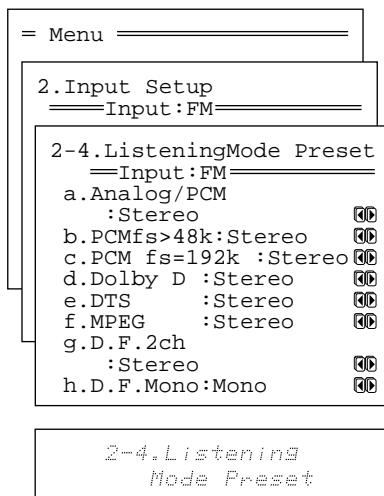 Menu
2.Input Setup
Input:FM
2-4.ListeningMode Preset
Input:FM
a.Analog/PCM
:Stereo
b.PCMfs>48k:Stereo
c.PCM fs=192k :Stereo
d.Dolby D :Stereo
e.DTS :Stereo
f.MPEG :Stereo
g.D.F.2ch
:Stereo
h.D.F.Mono:Mono
2-4.Listening
Mode Preset